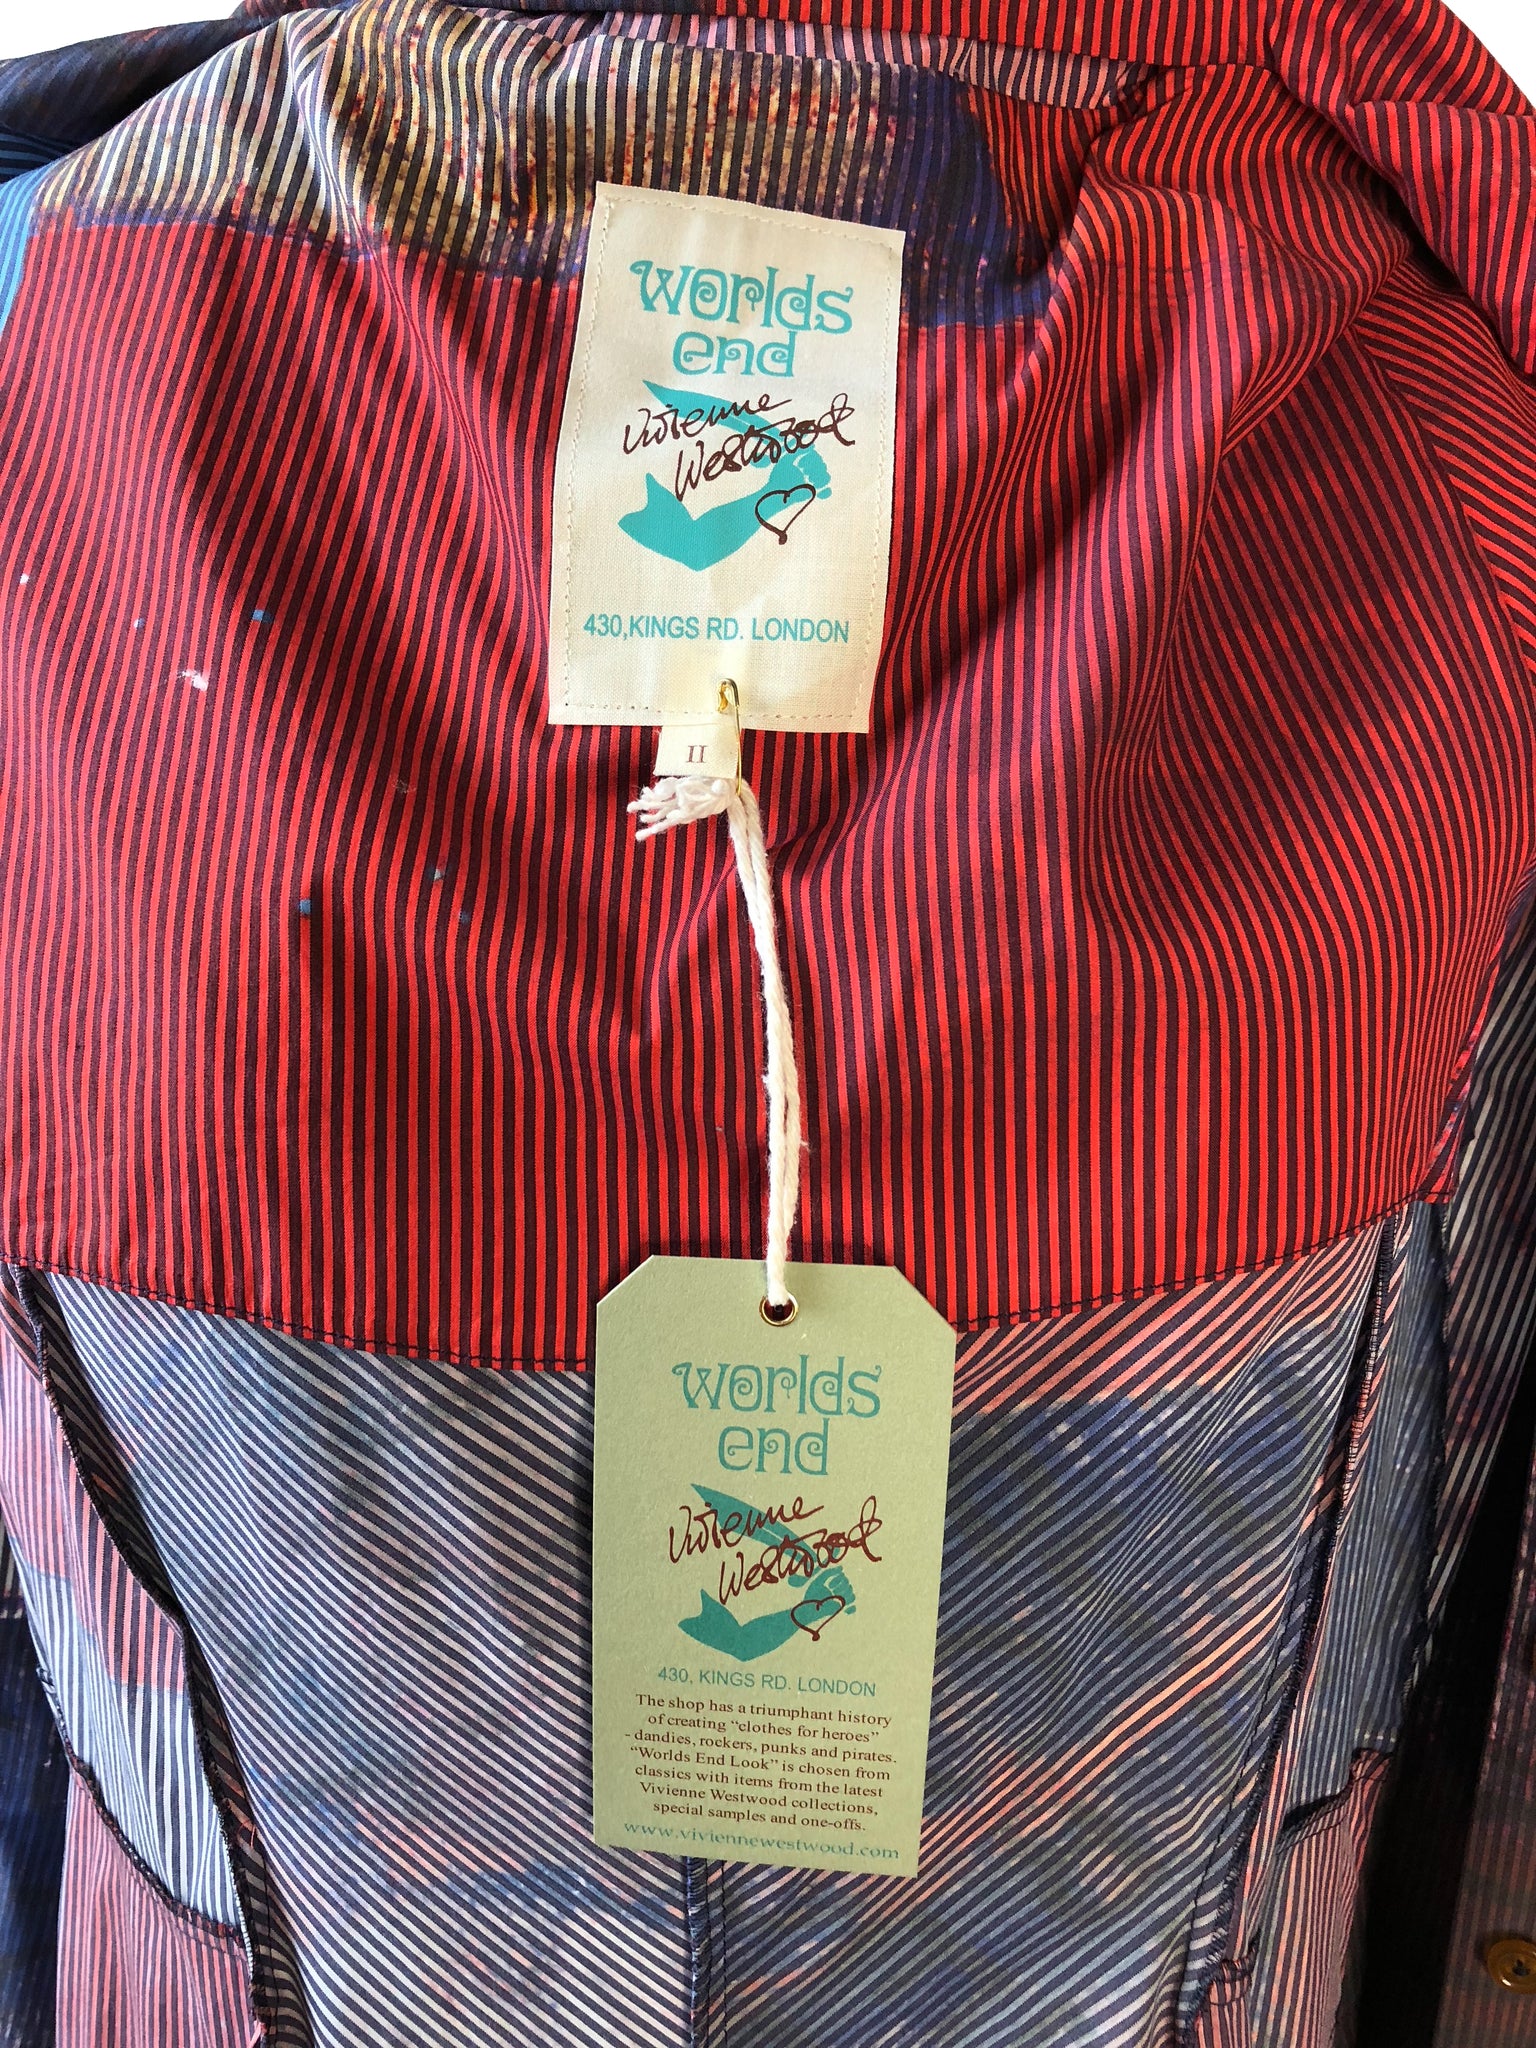 worlds
end
Vivienne
Westwood
430,KINGS RD. LONDON
II
worlds
end
Vivienne
Westwood
430, KINGS RD. LONDON
The shop has a triumphant history
of creating “clothes for heroes”
- dandies, rockers, punks and pirates.
“Worlds End Look” is chosen from
classics with items from the latest
Vivienne Westwood collections,
special samples and one-offs.
www.viviennewestwood.com